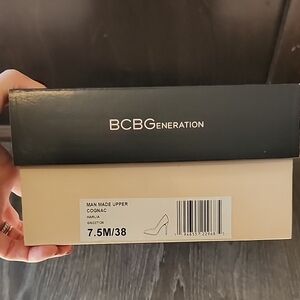 BCBGENERATION
MAN MADE UPPER
COGNAC
7.5M/38